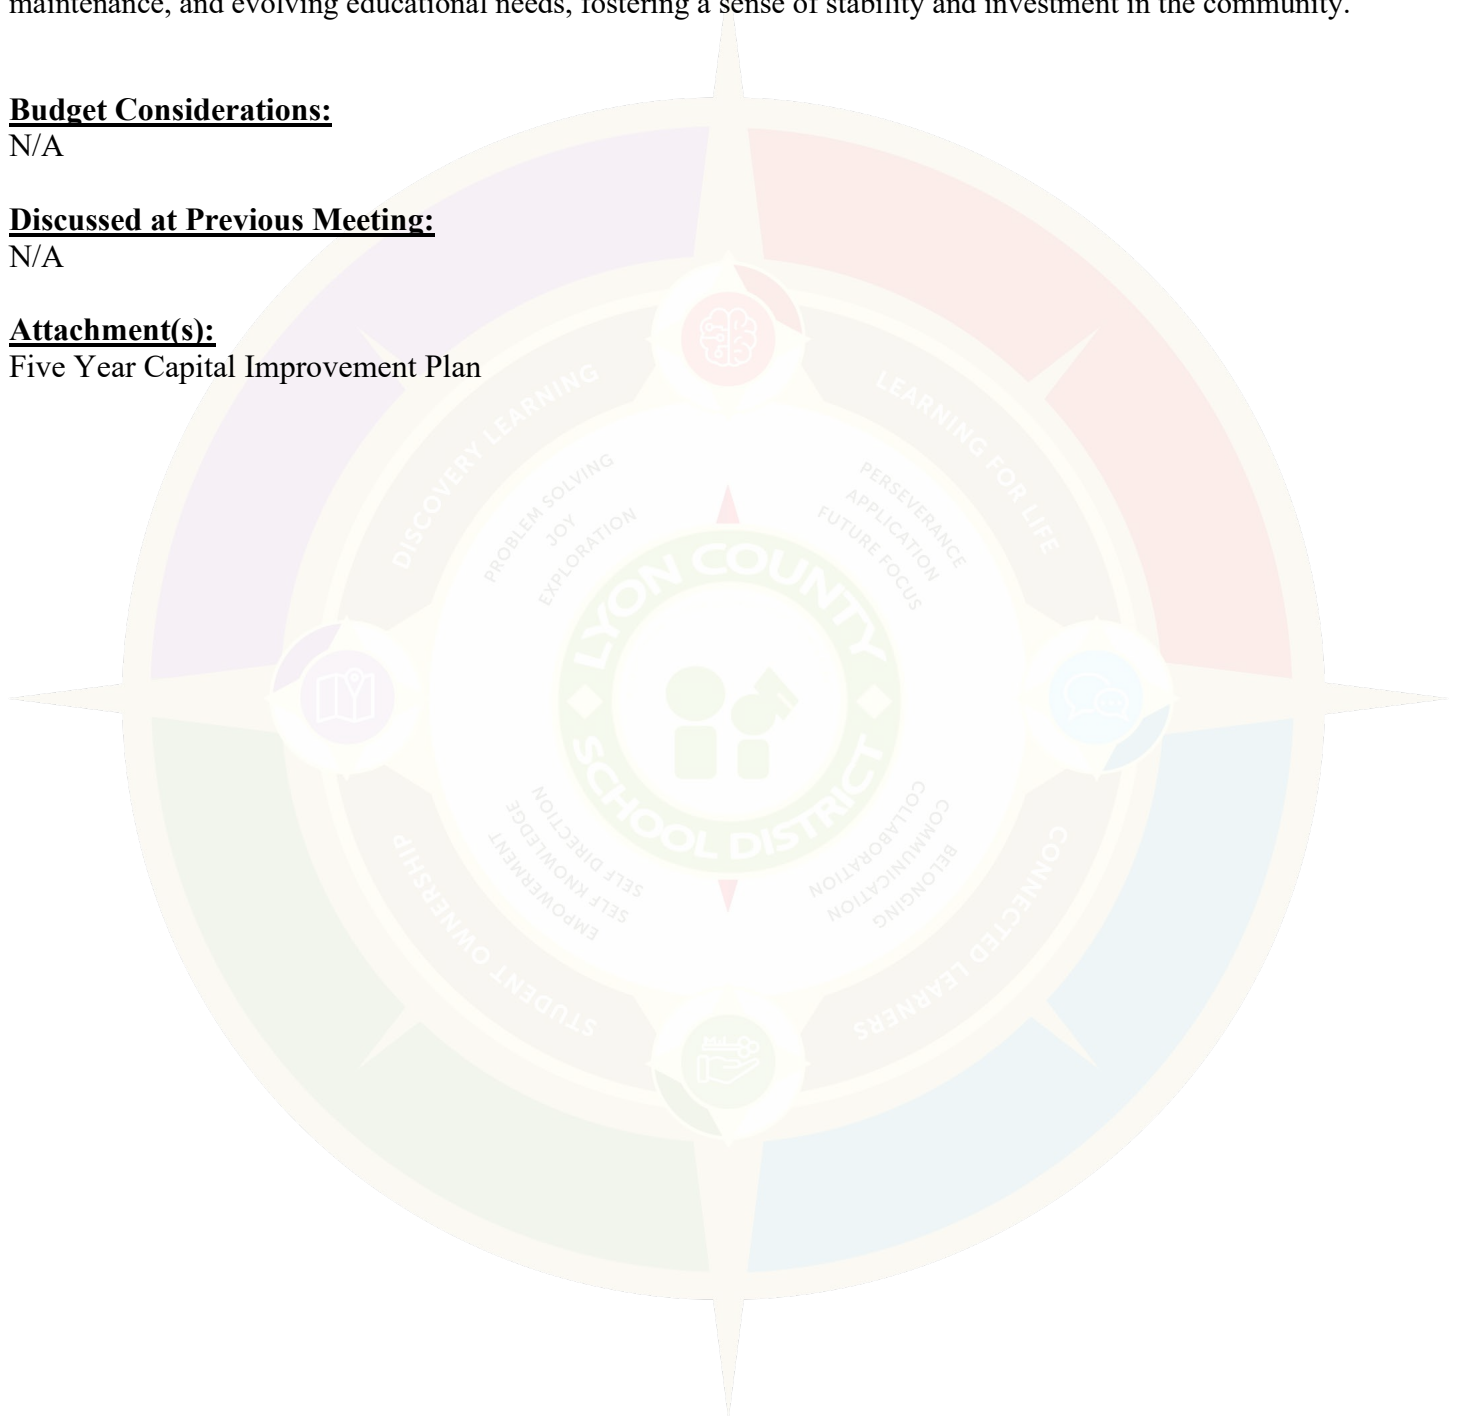 maintenance, and evolving educational needs, fostering a sense of stability and investment in the community.
Budget Considerations:
N/A
Discussed at Previous Meeting:
N/A
Attachment(s):
Five Year Capital Improvement Plan
DISCOVERY LEARNING
LEARNING FOR LIFE
PROBLEM SOLVING
JOY
EXPLORATION
PERSEVERANCE
APPLICATION
FUTURE FOCUS
LYON COUNTY
SCHOOL DISTRICT
SELF DIRECTION
SELF KNOWLEDGE
EMPOWERMENT
COLLABORATION
COMMUNICATION
BELONGING
STUDENT OWNERSHIP
CONNECTED LEARNERS